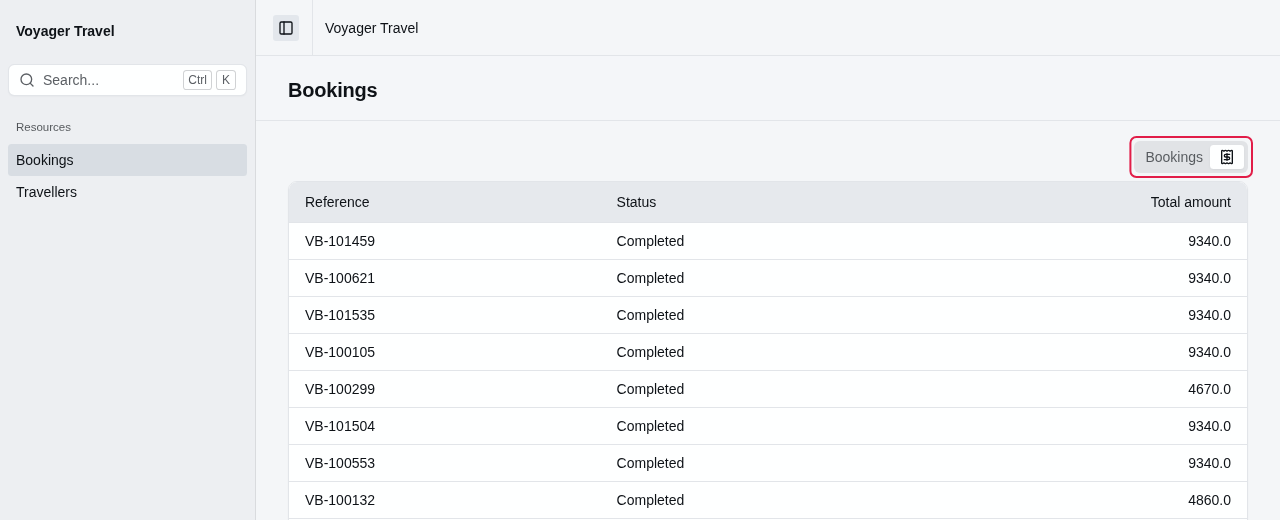 Voyager Travel
Search... Ctrl K
Resources
Bookings
Travellers
Voyager Travel
Bookings
Bookings
Reference Status Total amount
VB-101459 Completed 9340.0
VB-100621 Completed 9340.0
VB-101535 Completed 9340.0
VB-100105 Completed 9340.0
VB-100299 Completed 4670.0
VB-101504 Completed 9340.0
VB-100553 Completed 9340.0
VB-100132 Completed 4860.0